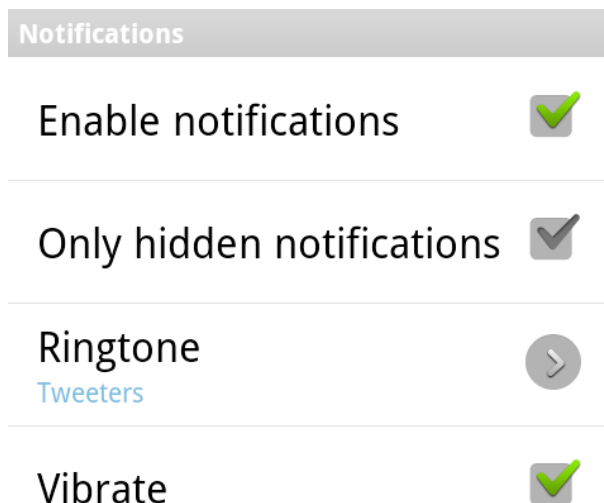 Notifications
Enable notifications
Only hidden notifications
Ringtone
Tweeters
Vibrate